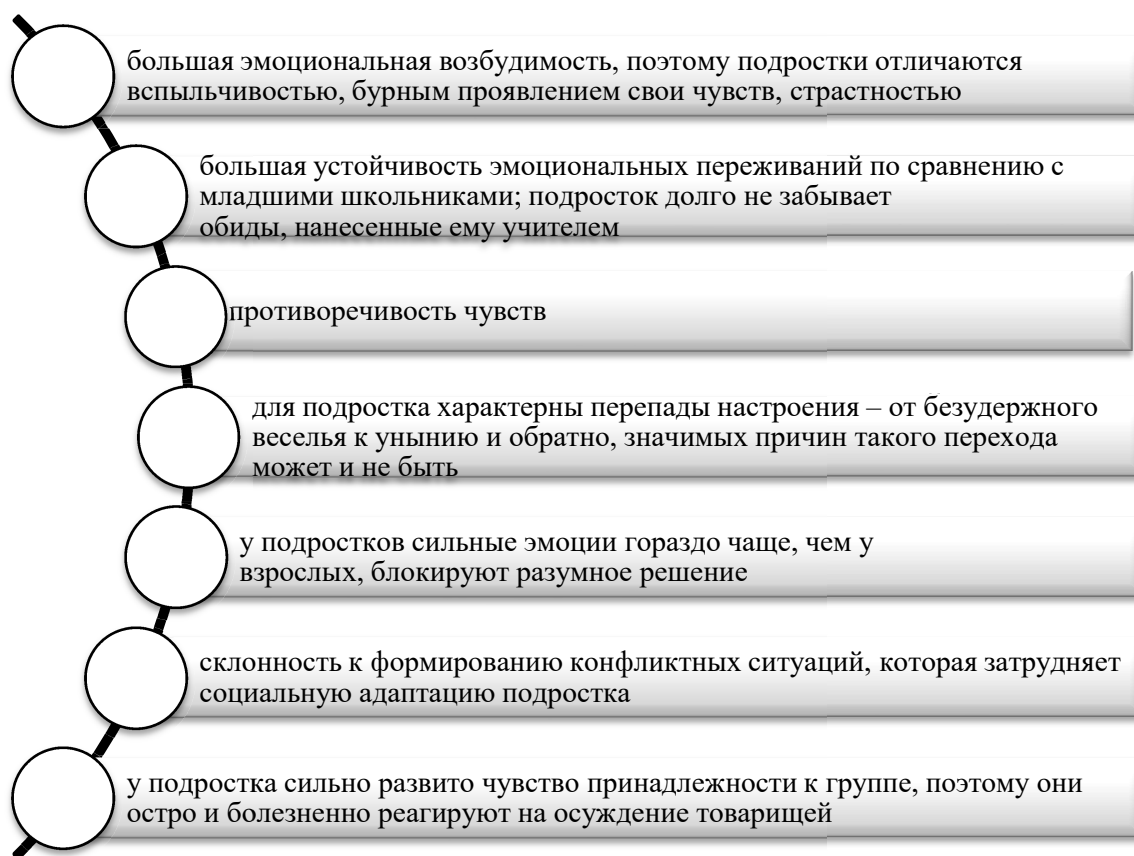 большая эмоциональная возбудимость, поэтому подростки отличаются
вспыльчивостью, бурным проявлением свои чувств, страстностью
большая устойчивость эмоциональных переживаний по сравнению с
младшими школьниками; подросток долго не забывает
обиды, нанесенные ему учителем
противоречивость чувств
для подростка характерны перепады настроения – от безудержного
веселья к унынию и обратно, значимых причин такого перехода
может и не быть
у подростков сильные эмоции гораздо чаще, чем у
взрослых, блокируют разумное решение
склонность к формированию конфликтных ситуаций, которая затрудняет
социальную адаптацию подростка
у подростка сильно развито чувство принадлежности к группе, поэтому они
остро и болезненно реагируют на осуждение товарищей